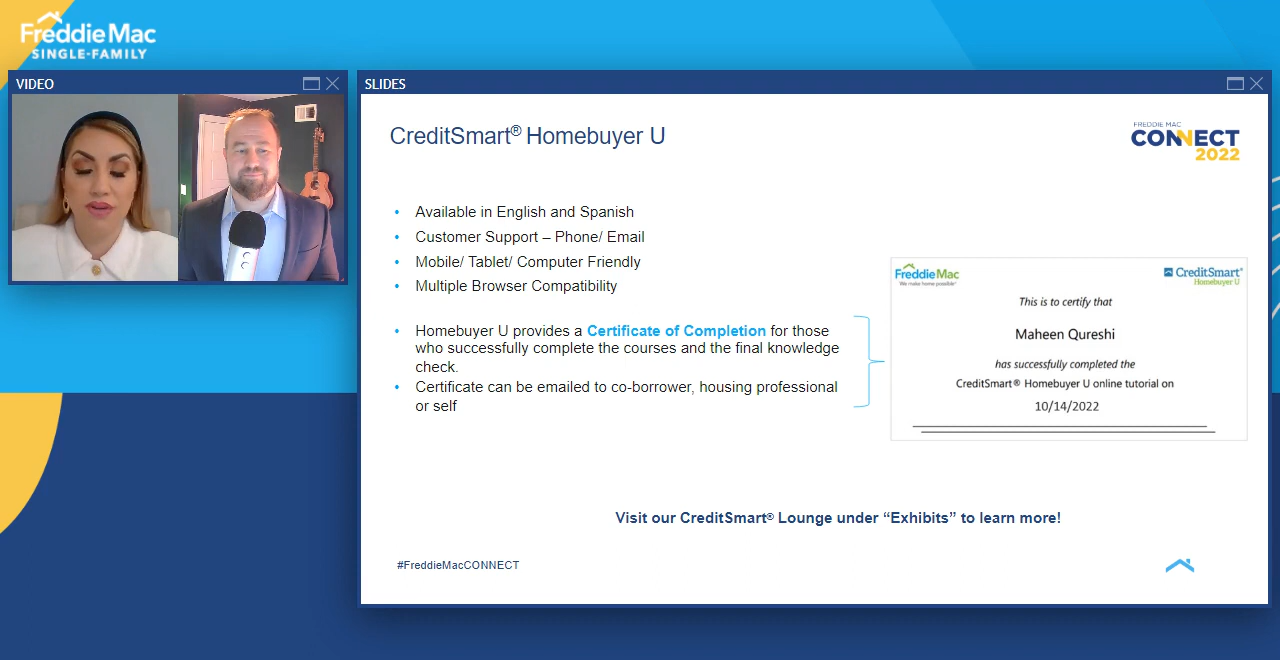 Freddie Mac
SINGLE-FAMILY
VIDEO
SLIDES
CreditSmart® Homebuyer U
FREDDIE MAC
CONNECT
2022
• Available in English and Spanish
• Customer Support – Phone/ Email
• Mobile/ Tablet/ Computer Friendly
• Multiple Browser Compatibility
• Homebuyer U provides a Certificate of Completion for those
who successfully complete the courses and the final knowledge
check.
• Certificate can be emailed to co-borrower, housing professional
or self
Freddie Mac
We make home possible®
CreditSmart®
Homebuyer U
This is to certify that
Maheen Qureshi
has successfully completed the
CreditSmart® Homebuyer U online tutorial on
10/14/2022
Visit our CreditSmart® Lounge under “Exhibits” to learn more!
#FreddieMacCONNECT